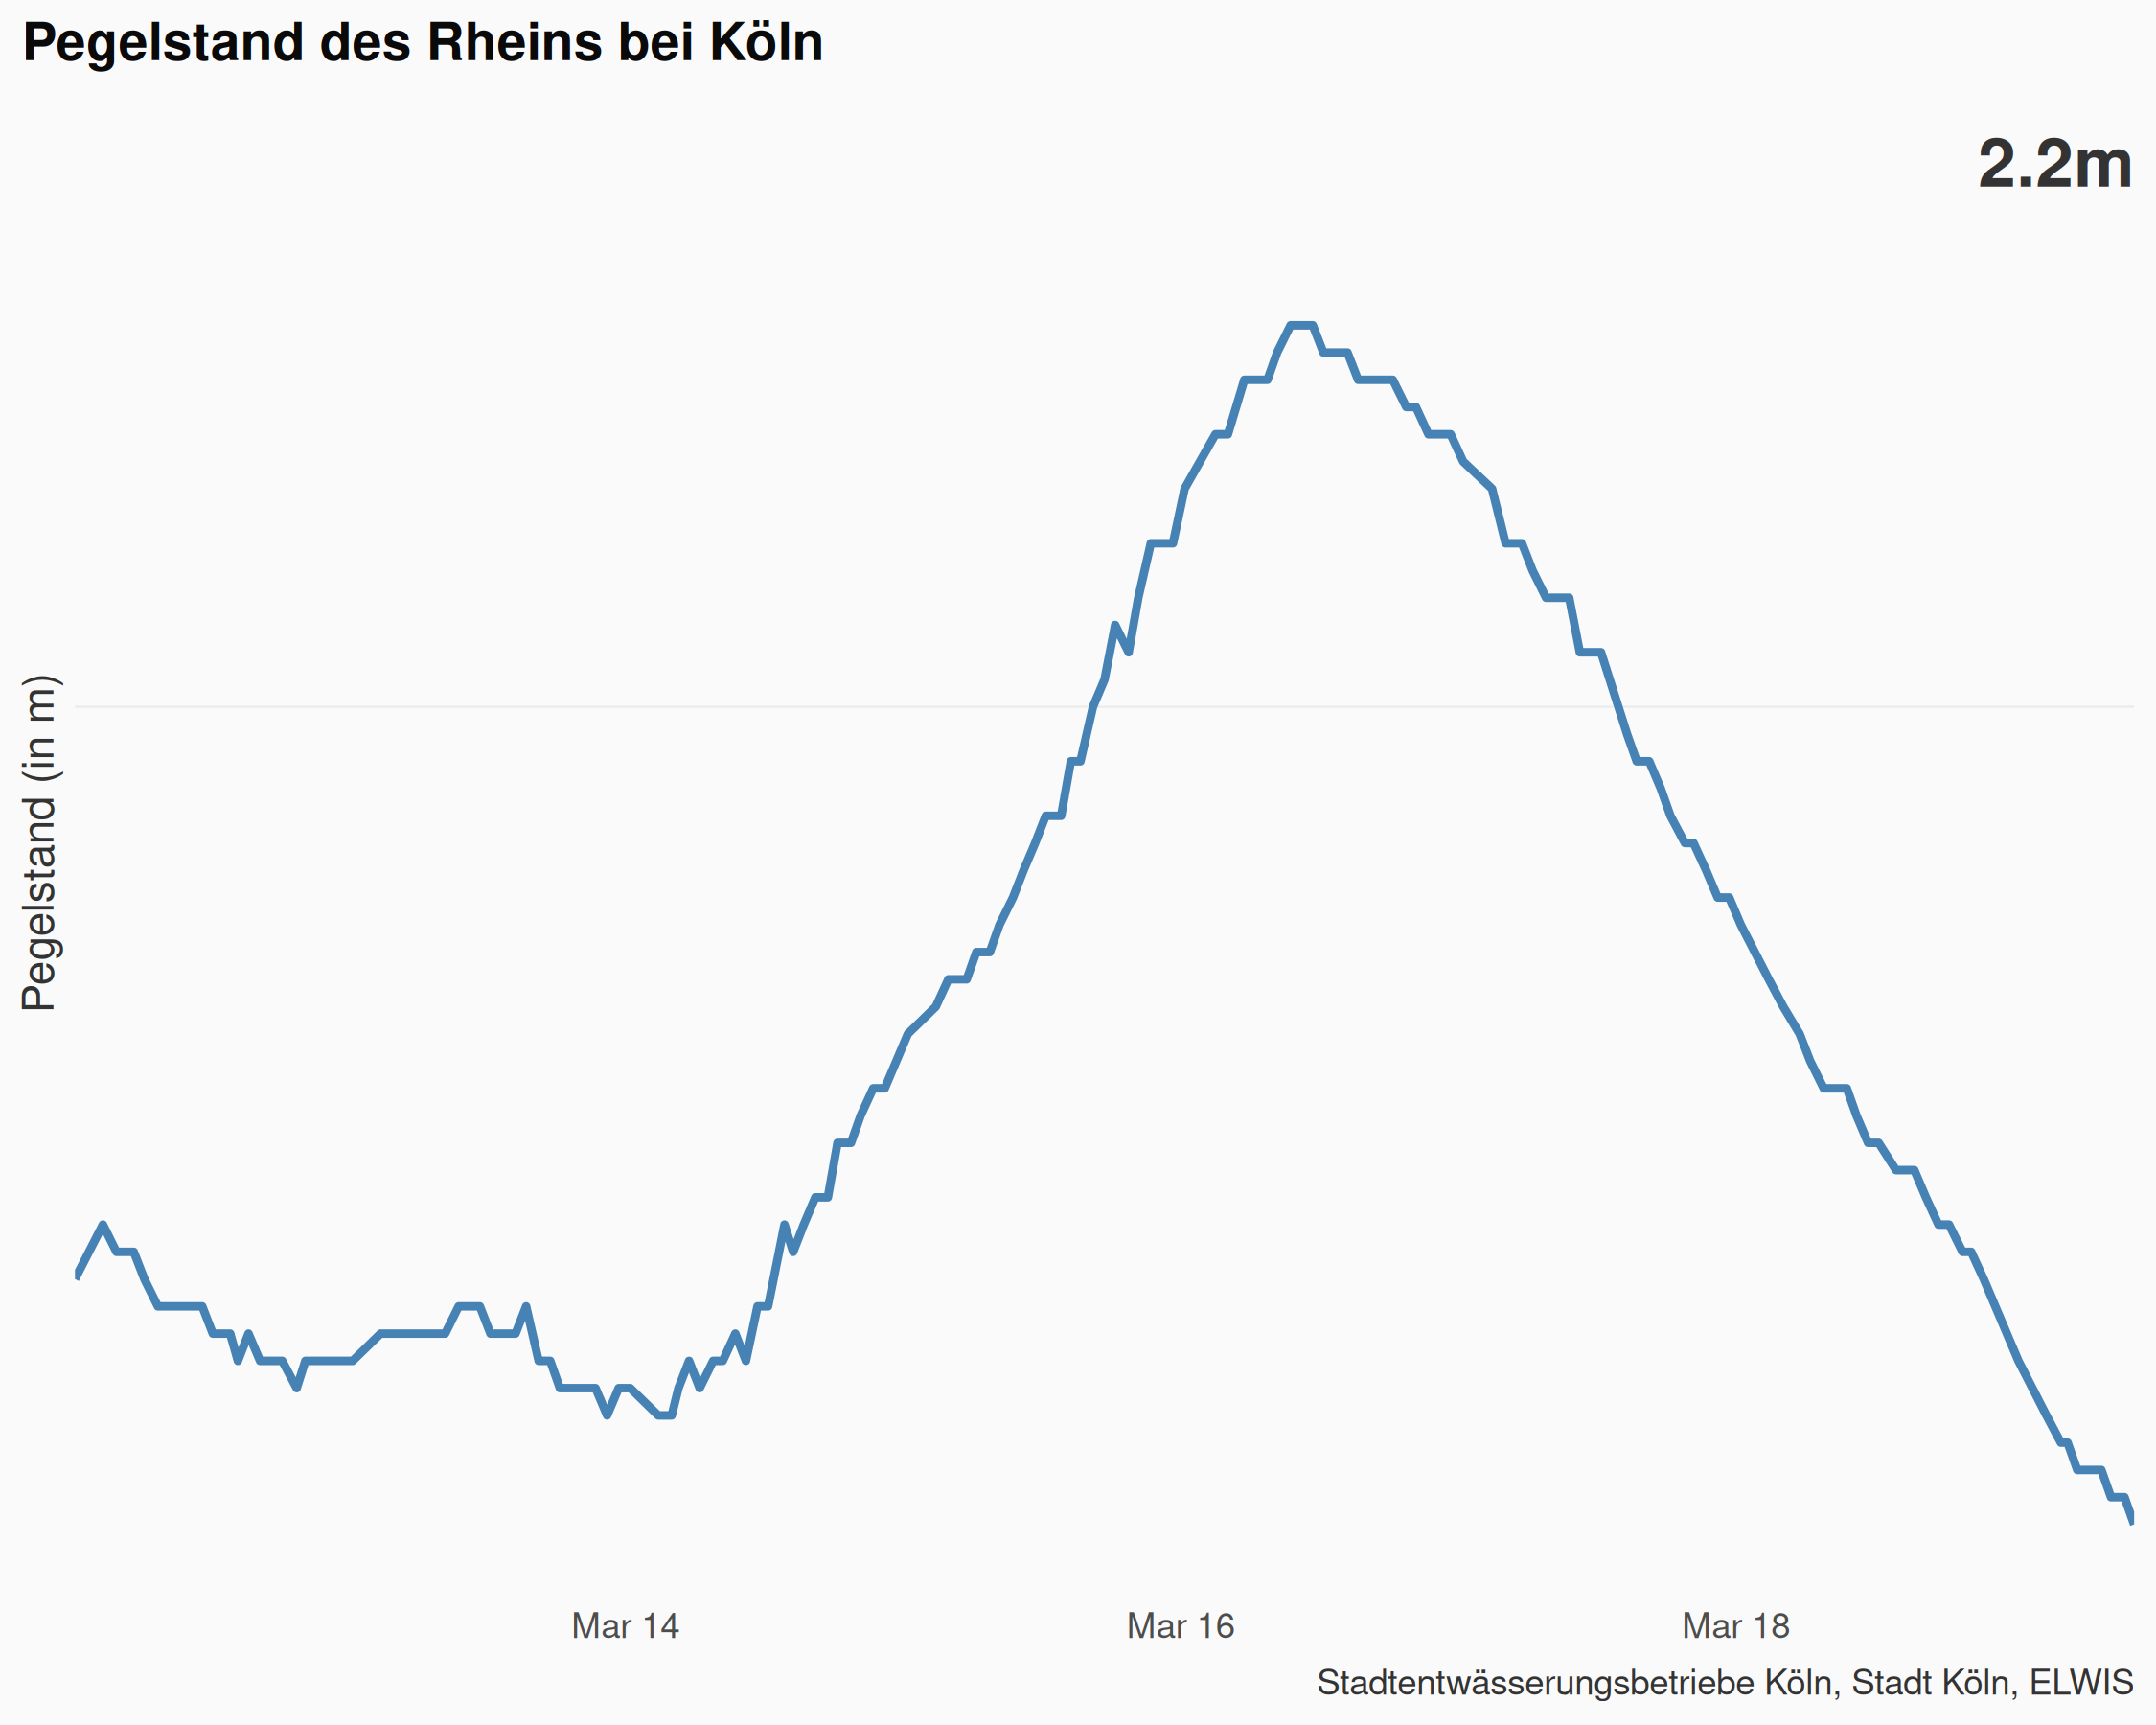 Pegelstand des Rheins bei Köln
2.2m
Pegelstand (in m)
Mar 14
Mar 16
Mar 18
Stadtentwässerungsbetriebe Köln, Stadt Köln, ELWIS